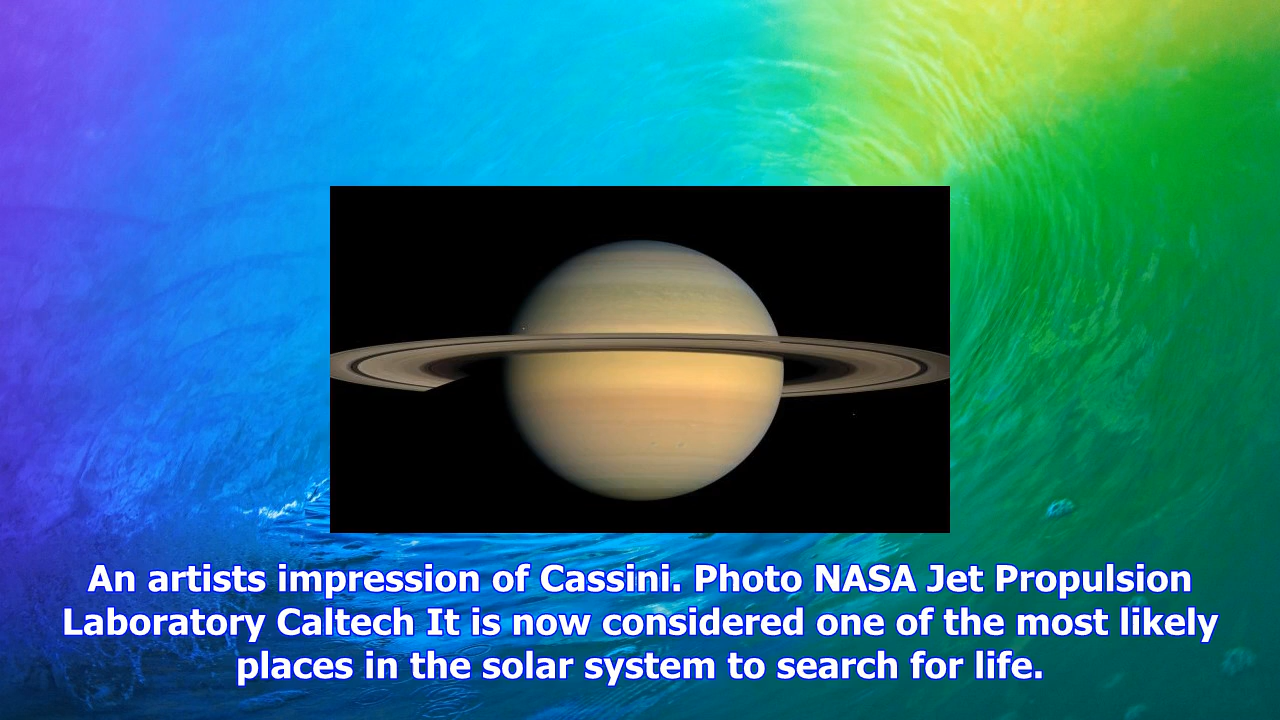 An artists impression of Cassini. Photo NASA Jet Propulsion
Laboratory Caltech It is now considered one of the most likely
places in the solar system to search for life.